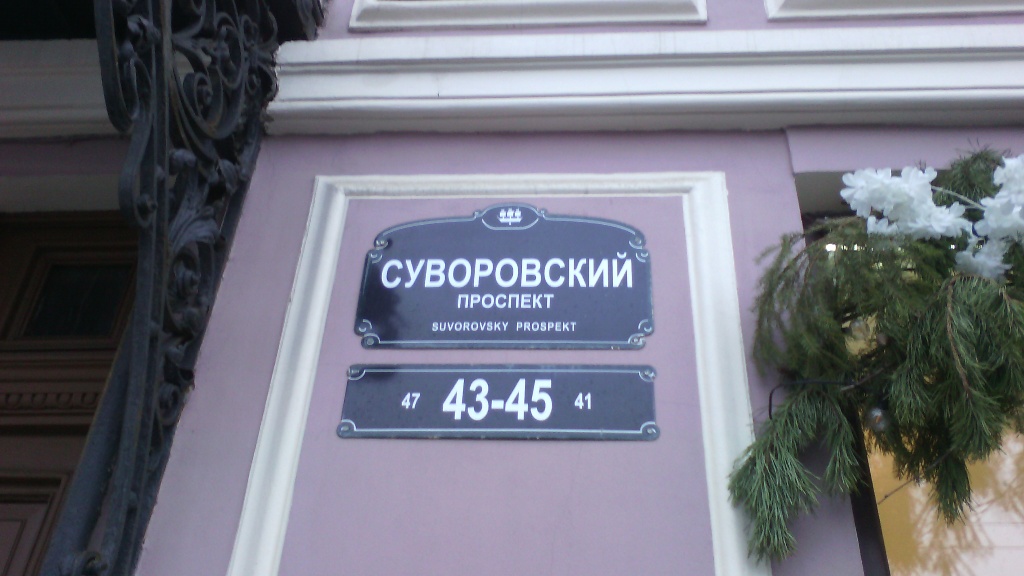 СУВОРОВСКИЙ
ПРОСПЕКТ
SUVOROVSKY PROSPEKT
47 43-45 41